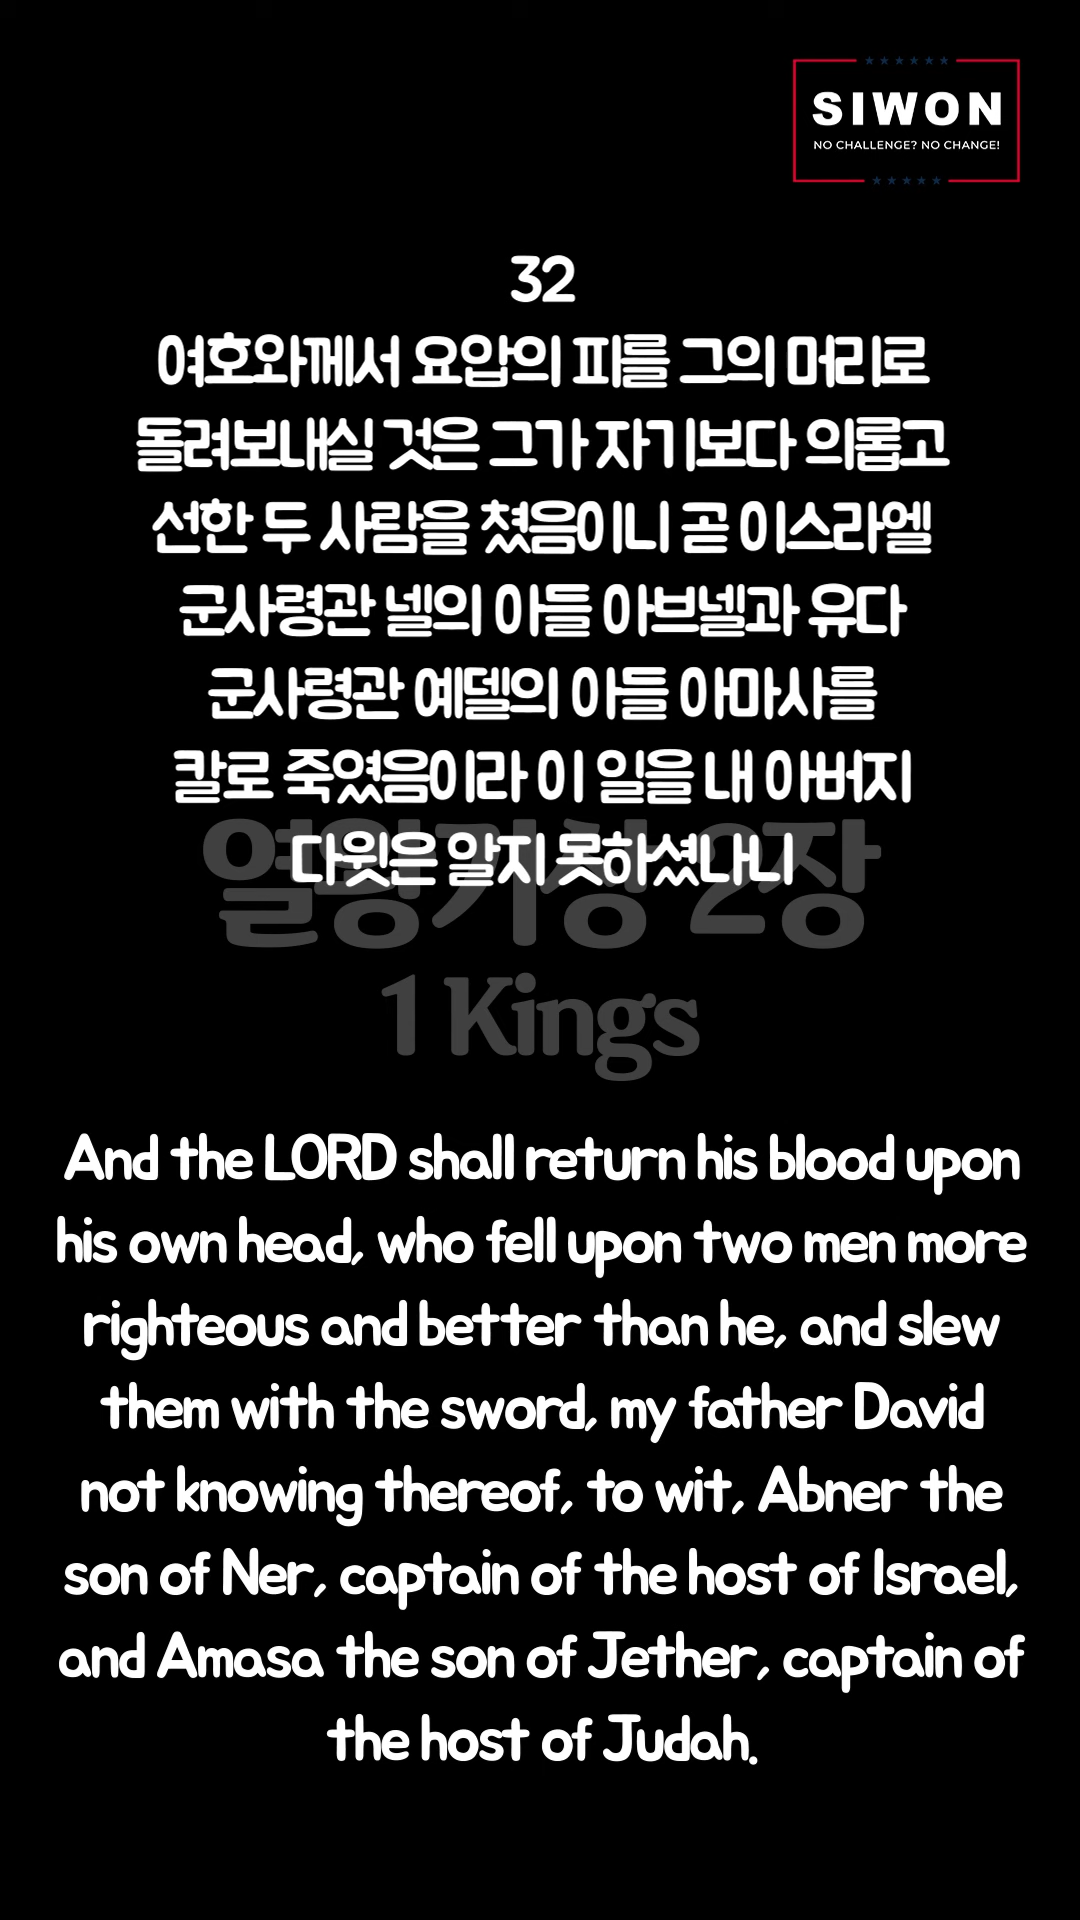 SIWON
NO CHALLENGE? NO CHANGE!
32
여호와께서 요압의 피를 그의 머리로
돌려보내실 것은 그가 자기보다 의롭고
선한 두 사람을 쳤음이니 곧 이스라엘
군사령관 넬의 아들 아브넬과 유다
군사령관 예델의 아들 아마사를
칼로 죽였음이라 이 일을 내 아버지
다윗은 알지 못하셨나니
열왕기상 2장
1 Kings
And the LORD shall return his blood upon
his own head, who fell upon two men more
righteous and better than he, and slew
them with the sword, my father David
not knowing thereof, to wit, Abner the
son of Ner, captain of the host of Israel,
and Amasa the son of Jether, captain of
the host of Judah.